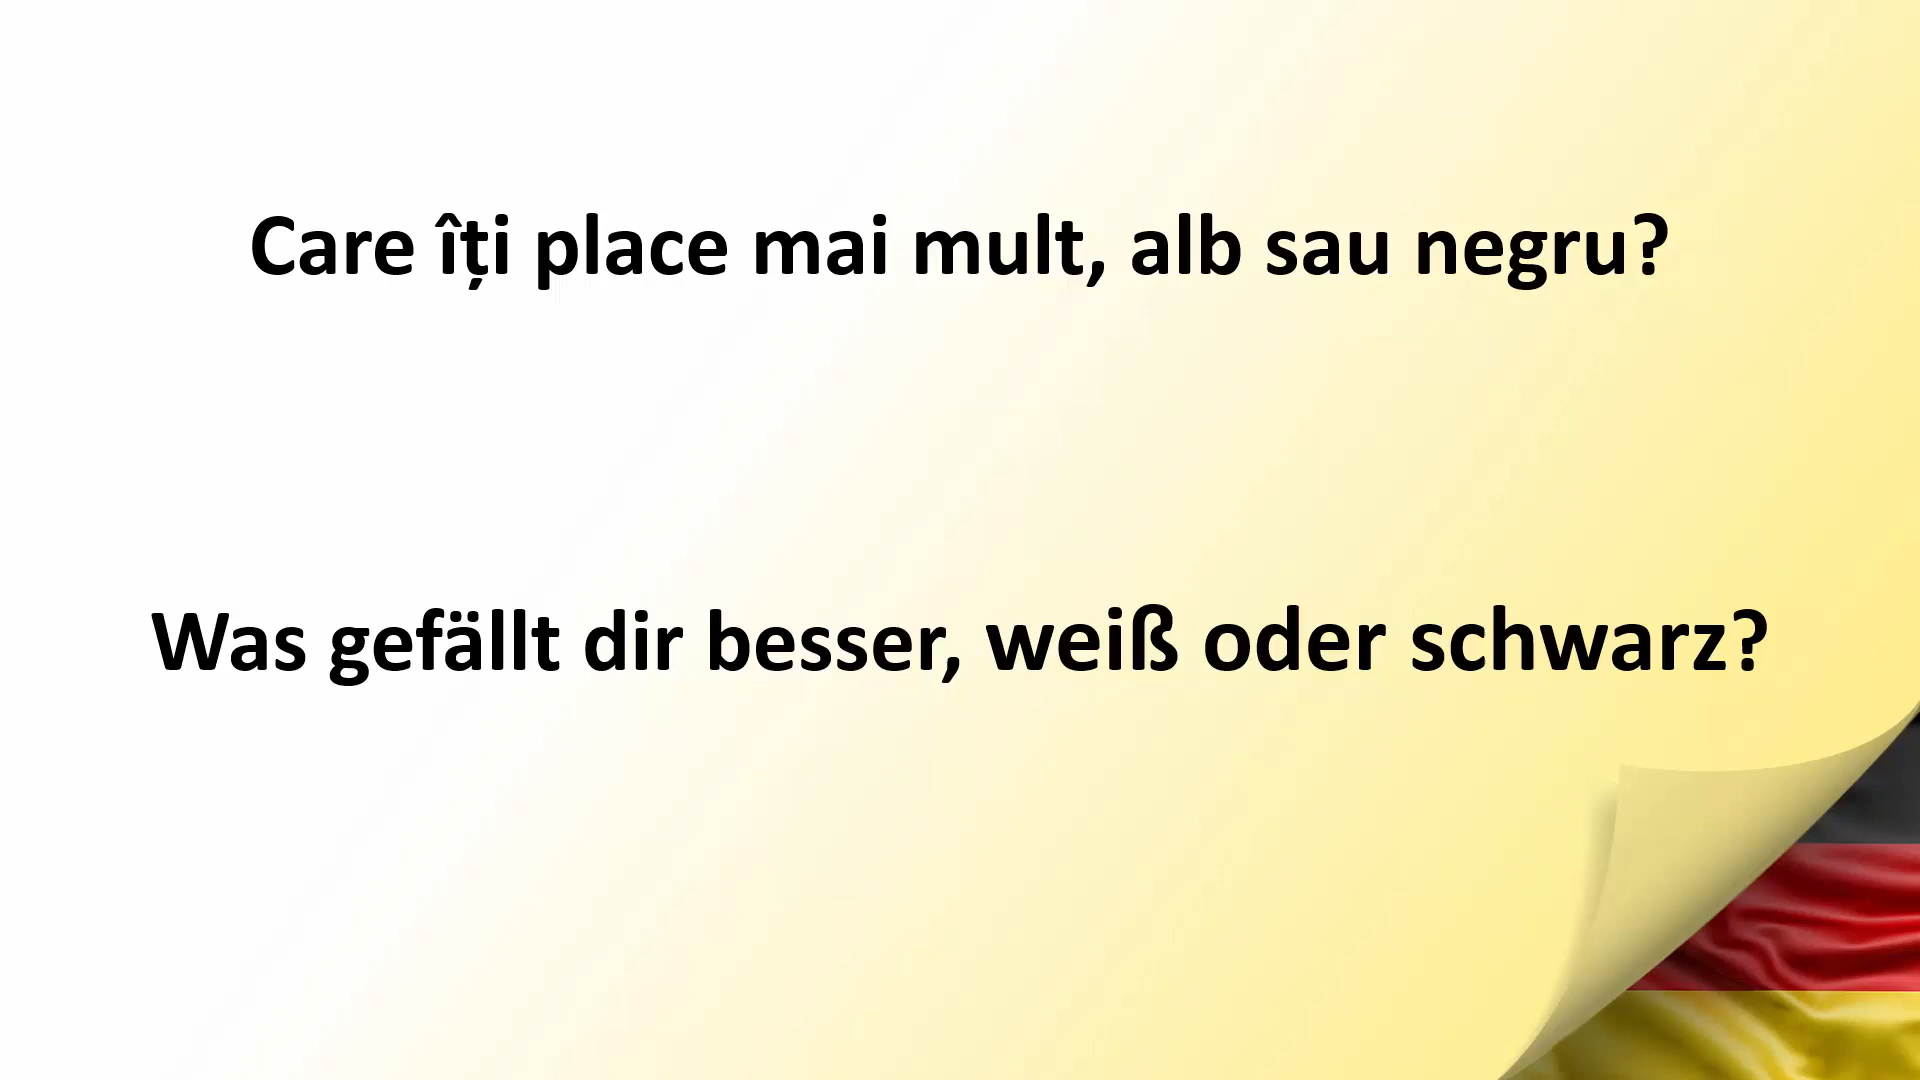 Care îți place mai mult, alb sau negru?
Was gefällt dir besser, weiß oder schwarz?